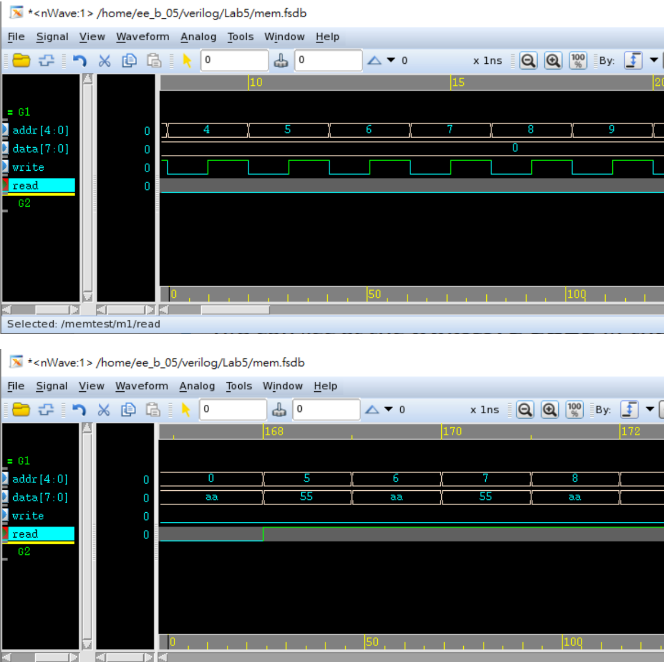 *<nWave:1> /home/ee_b_05/verilog/Lab5/mem.fsdb
File Signal View Waveform Analog Tools Window Help
0 0 0 x 1ns 100 % By:
10 15 20
= G1
addr[4:0] 0 4 5 6 7 8 9
data[7:0] 0 0
write 0
read 0
G2
0 50 100
Selected: /memtest/m1/read
*<nWave:1> /home/ee_b_05/verilog/Lab5/mem.fsdb
File Signal View Waveform Analog Tools Window Help
0 0 0 x 1ns 100 % By:
168 170 172
= G1
addr[4:0] 0 0 5 6 7 8
data[7:0] 0 aa 55 aa 55 aa
write 0
read 0
G2
0 50 100